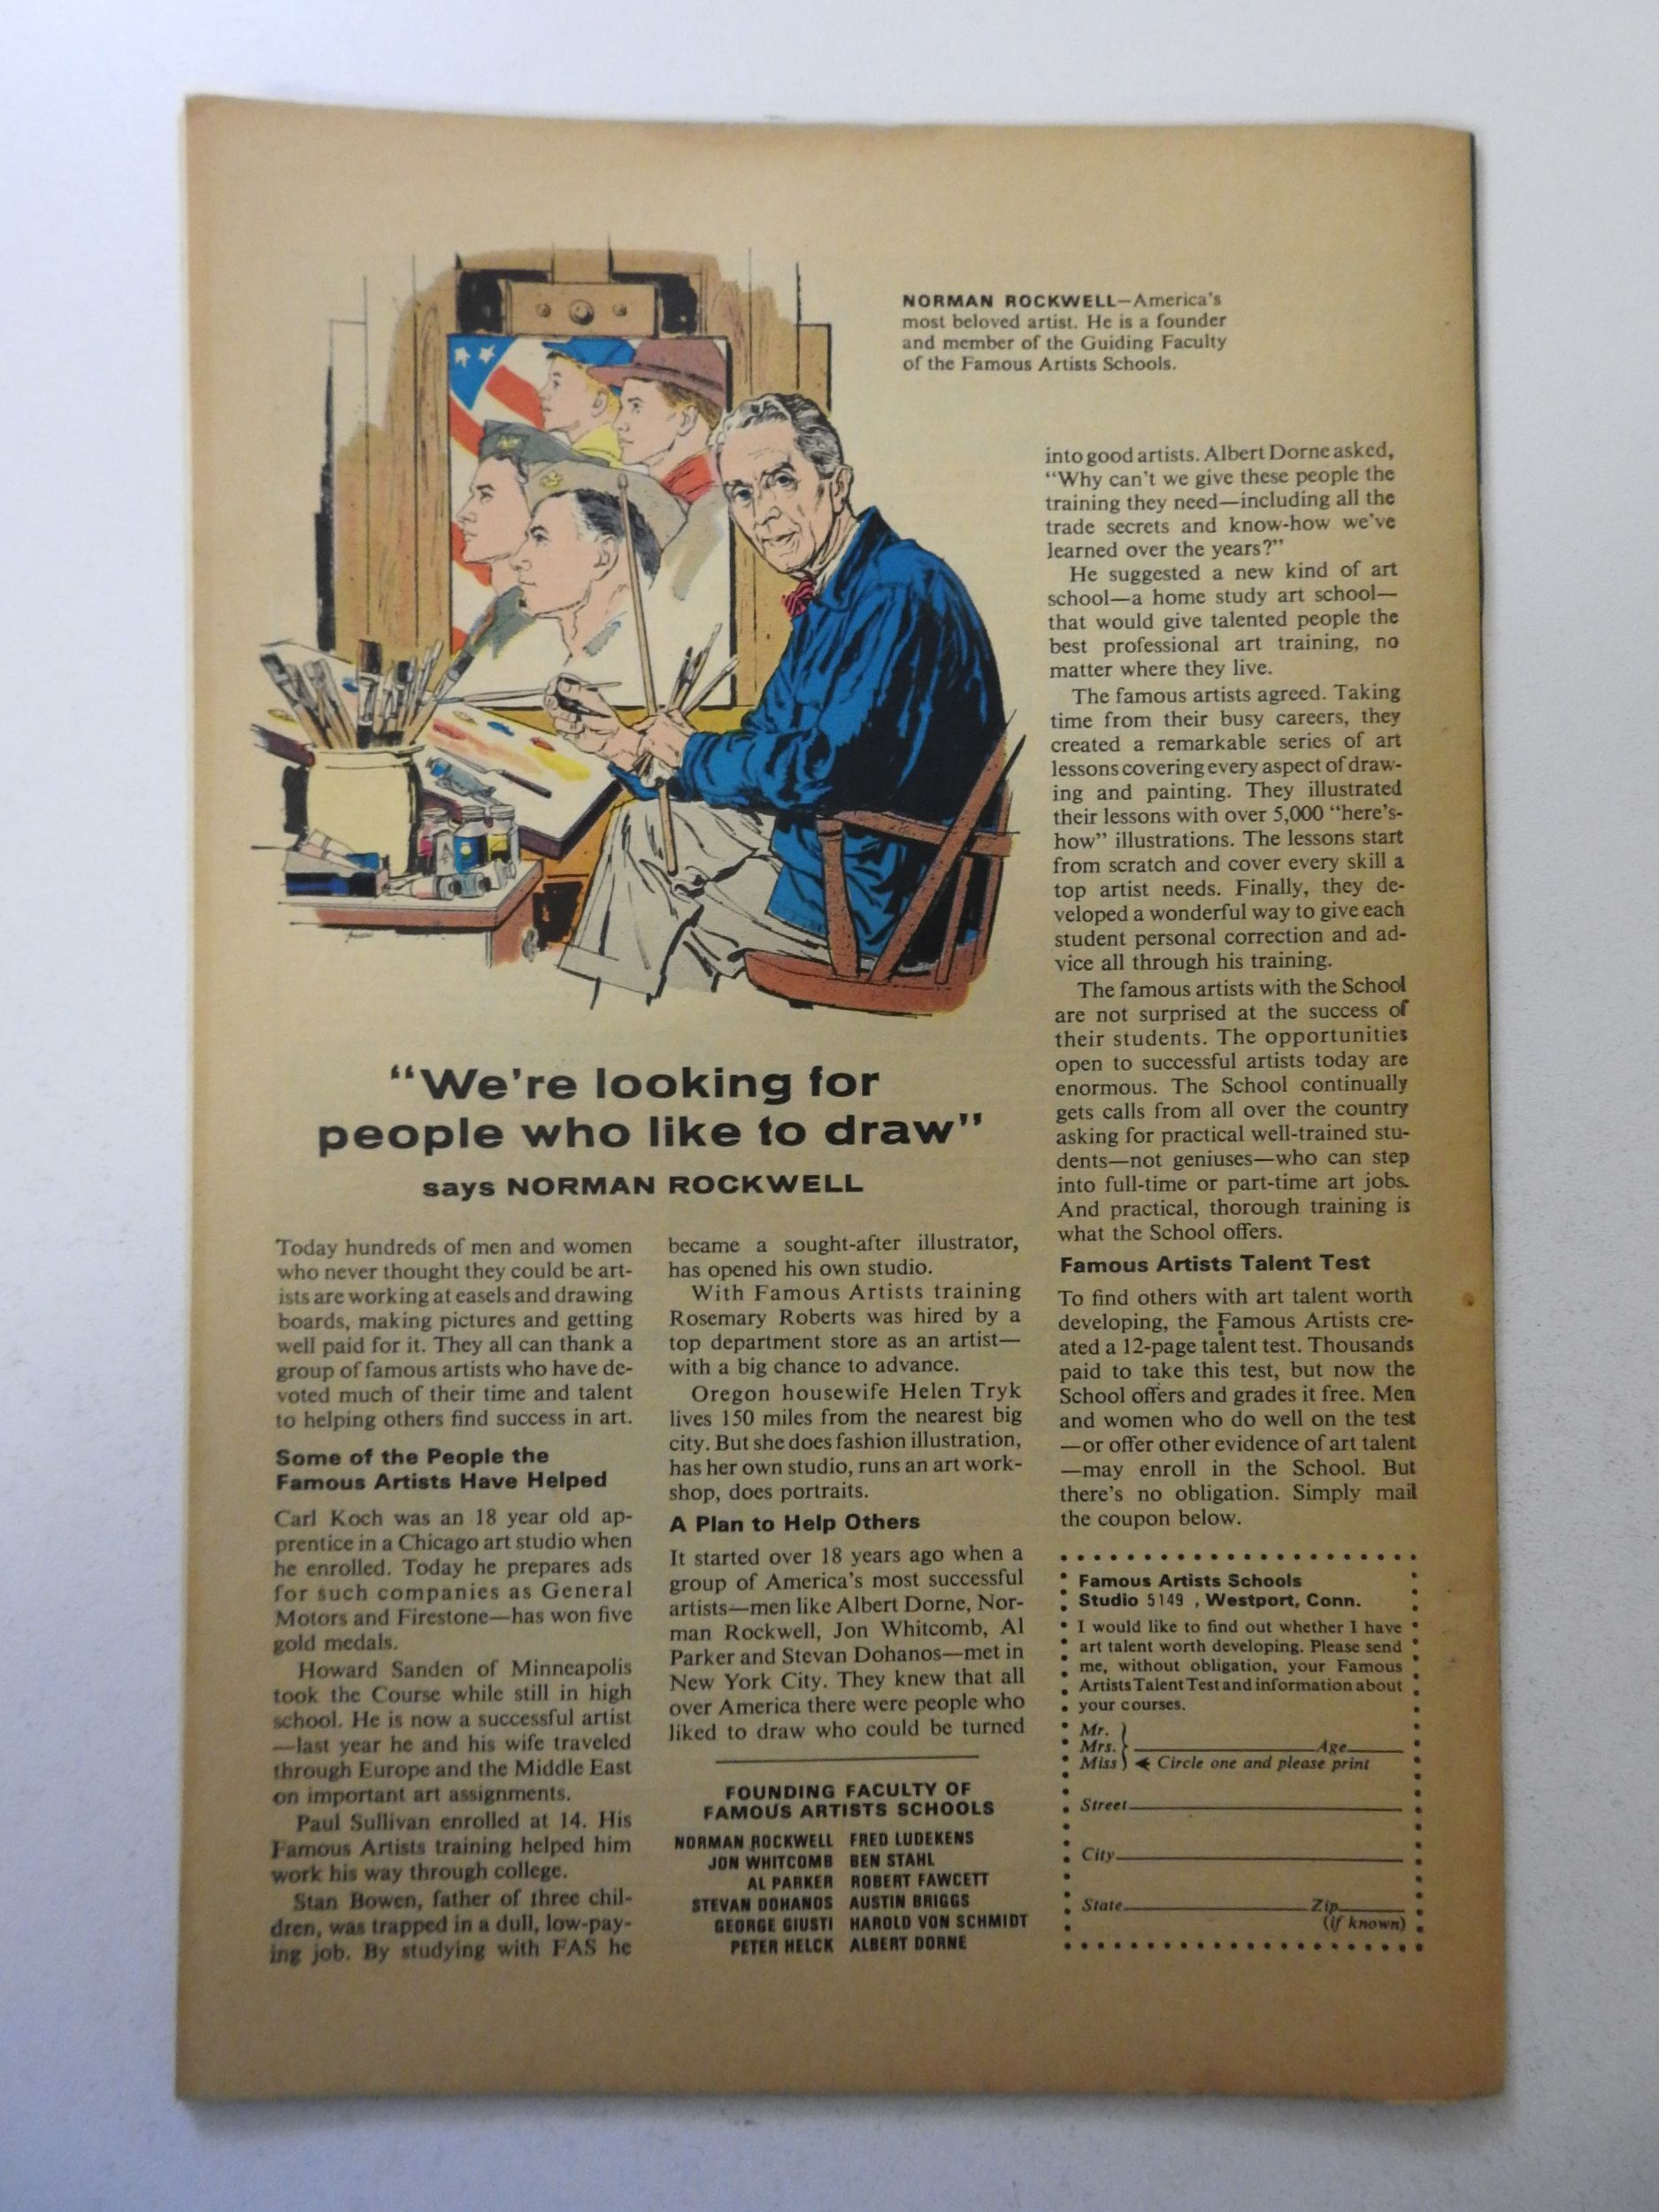 NORMAN ROCKWELL—America's
most beloved artist. He is a founder
and member of the Guiding Faculty
of the Famous Artists Schools.
"We're looking for
people who like to draw"
says NORMAN ROCKWELL
Today hundreds of men and women
who never thought they could be art-
ists are working at easels and drawing
boards, making pictures and getting
well paid for it. They all can thank a
group of famous artists who have de-
voted much of their time and talent
to helping others find success in art.
Some of the People the
Famous Artists Have Helped
Carl Koch was an 18 year old ap-
prentice in a Chicago art studio when
he enrolled. Today he prepares ads
for such companies as General
Motors and Firestone—has won five
gold medals.
Howard Sanden of Minneapolis
took the Course while still in high
school. He is now a successful artist
—last year he and his wife traveled
through Europe and the Middle East
on important art assignments.
Paul Sullivan enrolled at 14. His
Famous Artists training helped him
work his way through college.
Stan Bowen, father of three chil-
dren, was trapped in a dull, low-pay-
ing job. By studying with FAS he
became a sought-after illustrator,
has opened his own studio.
With Famous Artists training
Rosemary Roberts was hired by a
top department store as an artist—
with a big chance to advance.
Oregon housewife Helen Tryk
lives 150 miles from the nearest big
city. But she does fashion illustration,
has her own studio, runs an art work-
shop, does portraits.
A Plan to Help Others
It started over 18 years ago when a
group of America's most successful
artists—men like Albert Dorne, Nor-
man Rockwell, Jon Whitcomb, Al
Parker and Stevan Dohanos—met in
New York City. They knew that all
over America there were people who
liked to draw who could be turned
FOUNDING FACULTY OF
FAMOUS ARTISTS SCHOOLS
NORMAN ROCKWELL FRED LUDEKENS
JON WHITCOMB BEN STAHL
AL PARKER ROBERT FAWCETT
STEVAN DOHANOS AUSTIN BRIGGS
GEORGE GIUSTI HAROLD VON SCHMIDT
PETER HELCK ALBERT DORNE
into good artists. Albert Dorne asked,
"Why can't we give these people the
training they need—including all the
trade secrets and know-how we've
learned over the years?"
He suggested a new kind of art
school—a home study art school—
that would give talented people the
best professional art training, no
matter where they live.
The famous artists agreed. Taking
time from their busy careers, they
created a remarkable series of art
lessons covering every aspect of draw-
ing and painting. They illustrated
their lessons with over 5,000 "here's-
how" illustrations. The lessons start
from scratch and cover every skill a
top artist needs. Finally, they de-
veloped a wonderful way to give each
student personal correction and ad-
vice all through his training.
The famous artists with the School
are not surprised at the success of
their students. The opportunities
open to successful artists today are
enormous. The School continually
gets calls from all over the country
asking for practical well-trained stu-
dents—not geniuses—who can step
into full-time or part-time art jobs.
And practical, thorough training is
what the School offers.
Famous Artists Talent Test
To find others with art talent worth
developing, the Famous Artists cre-
ated a 12-page talent test. Thousands
paid to take this test, but now the
School offers and grades it free. Men
and women who do well on the test
—or offer other evidence of art talent
—may enroll in the School. But
there's no obligation. Simply mail
the coupon below.
Famous Artists Schools
Studio 5149 , Westport, Conn.
I would like to find out whether I have
art talent worth developing. Please send
me, without obligation, your Famous
Artists Talent Test and information about
your courses.
Mr.
Mrs. Age
Miss Circle one and please print
Street
City
State Zip
(if known)